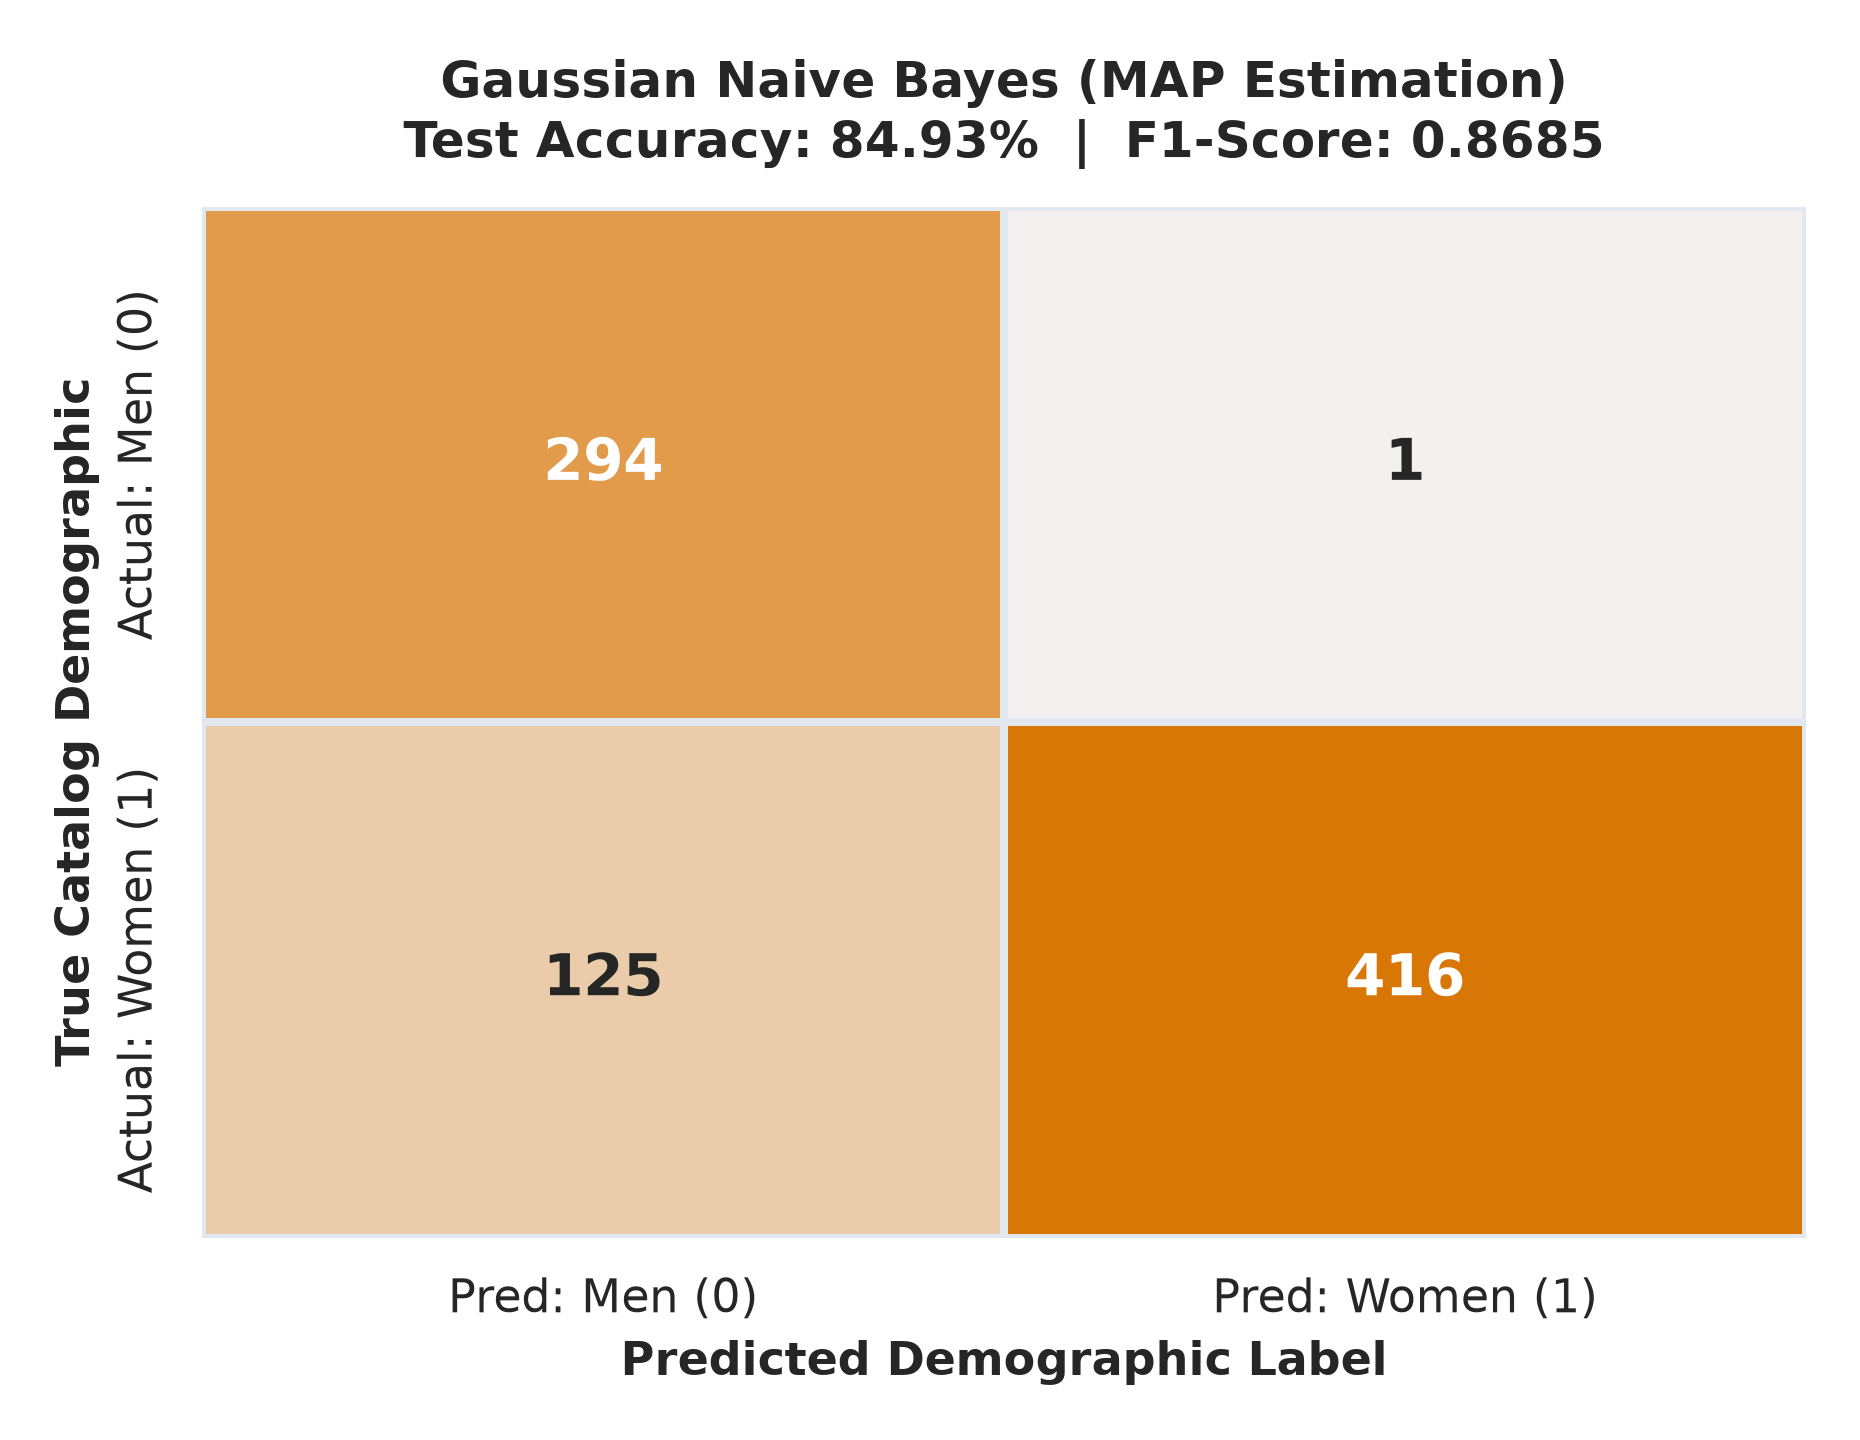 Gaussian Naive Bayes (MAP Estimation)
Test Accuracy: 84.93% | F1-Score: 0.8685
True Catalog Demographic
Actual: Men (0)
294
1
Actual: Women (1)
125
416
Pred: Men (0)
Pred: Women (1)
Predicted Demographic Label